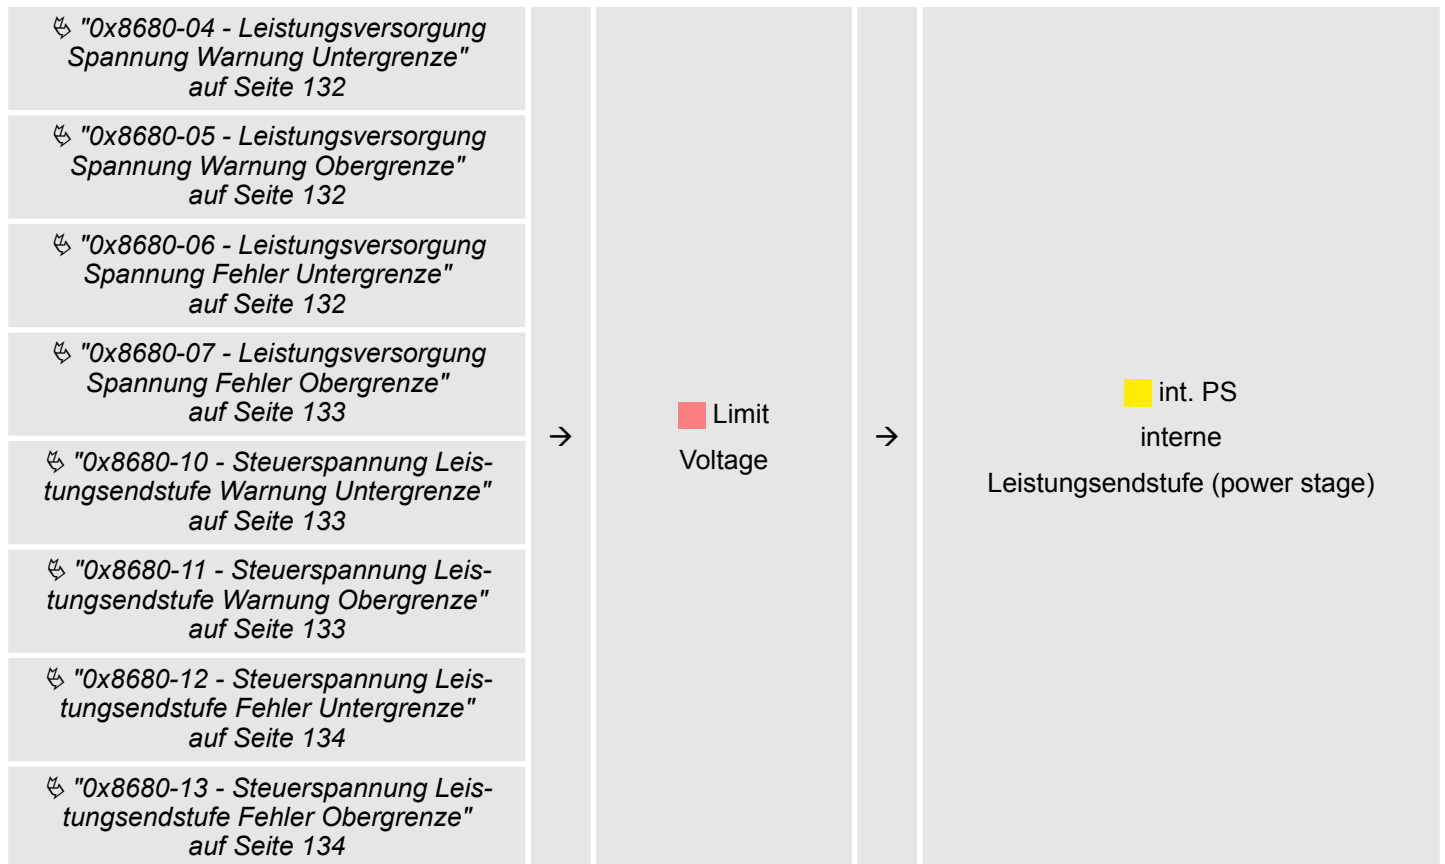 ↳ "0x8680-04 - Leistungsversorgung
Spannung Warnung Untergrenze"
auf Seite 132
↳ "0x8680-05 - Leistungsversorgung
Spannung Warnung Obergrenze"
auf Seite 132
↳ "0x8680-06 - Leistungsversorgung
Spannung Fehler Untergrenze"
auf Seite 132
↳ "0x8680-07 - Leistungsversorgung
Spannung Fehler Obergrenze"
auf Seite 133
↳ "0x8680-10 - Steuerspannung Leis-
tungsendstufe Warnung Untergrenze"
auf Seite 133
↳ "0x8680-11 - Steuerspannung Leis-
tungsendstufe Warnung Obergrenze"
auf Seite 133
↳ "0x8680-12 - Steuerspannung Leis-
tungsendstufe Fehler Untergrenze"
auf Seite 134
↳ "0x8680-13 - Steuerspannung Leis-
tungsendstufe Fehler Obergrenze"
auf Seite 134
→
Limit
Voltage
→
int. PS
interne
Leistungsendstufe (power stage)